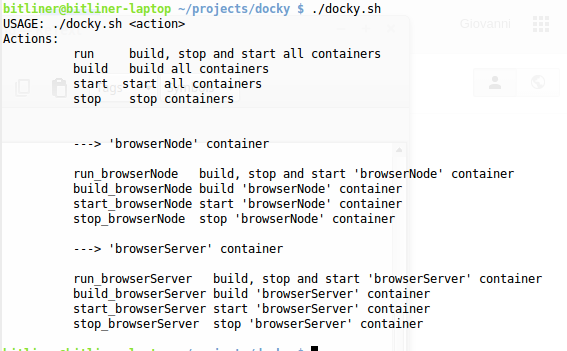 bitliner@bitliner-laptop ~/projects/docky $ ./docky.sh
USAGE: ./docky.sh <action>
Actions:
run build, stop and start all containers
build build all containers
start start all containers
stop stop containers
---> 'browserNode' container
run_browserNode build, stop and start 'browserNode' container
build_browserNode build 'browserNode' container
start_browserNode start 'browserNode' container
stop_browserNode stop 'browserNode' container
---> 'browserServer' container
run_browserServer build, stop and start 'browserServer' container
build_browserServer build 'browserServer' container
start_browserServer start 'browserServer' container
stop_browserServer stop 'browserServer' container
Giovanni